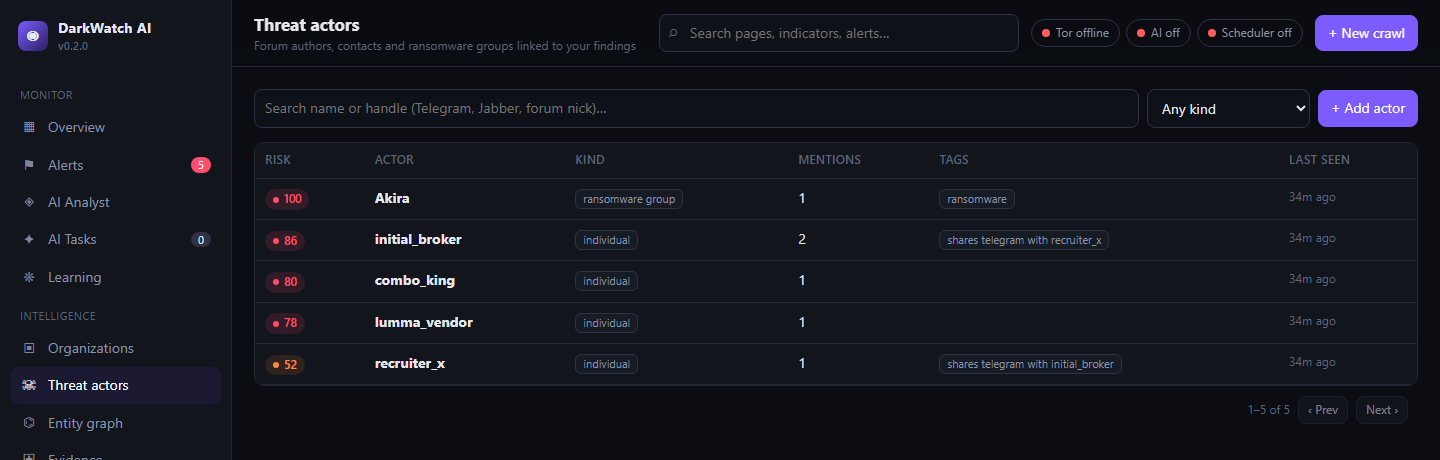 DarkWatch AI
v0.2.0
MONITOR
Overview
Alerts 5
AI Analyst
AI Tasks 0
Learning
INTELLIGENCE
Organizations
Threat actors
Entity graph
Evidence
Threat actors
Forum authors, contacts and ransomware groups linked to your findings
Search pages, indicators, alerts...
Tor offline
AI off
Scheduler off
+ New crawl
Search name or handle (Telegram, Jabber, forum nick)...
Any kind
+ Add actor
RISK ACTOR KIND MENTIONS TAGS LAST SEEN
100 Akira ransomware group 1 ransomware 34m ago
86 initial_broker individual 2 shares telegram with recruiter_x 34m ago
80 combo_king individual 1 34m ago
78 lumma_vendor individual 1 34m ago
52 recruiter_x individual 1 shares telegram with initial_broker 34m ago
1–5 of 5 ‹ Prev Next ›